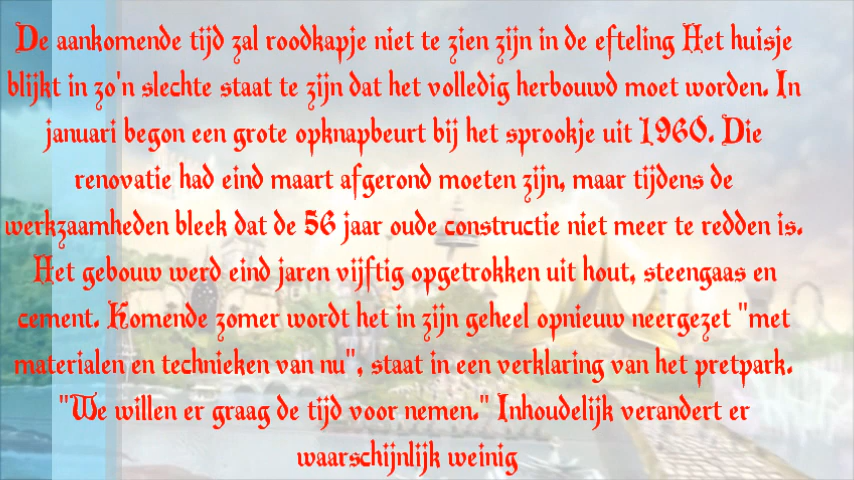 De aankomende tijd zal roodkapje niet te zien zijn in de efteling Het huisje
blijkt in zo'n slechte staat te zijn dat het volledig herbouwd moet worden. In
januari begon een grote opknapbeurt bij het sprookje uit 1960. Die
renovatie had eind maart afgerond moeten zijn, maar tijdens de
werkzaamheden bleek dat de 56 jaar oude constructie niet meer te redden is.
Het gebouw werd eind jaren vijftig opgetrokken uit hout, steengaas en
cement. Komende zomer wordt het in zijn geheel opnieuw neergezet "met
materialen en technieken van nu", staat in een verklaring van het pretpark.
"We willen er graag de tijd voor nemen." Inhoudelijk verandert er
waarschijnlijk weinig